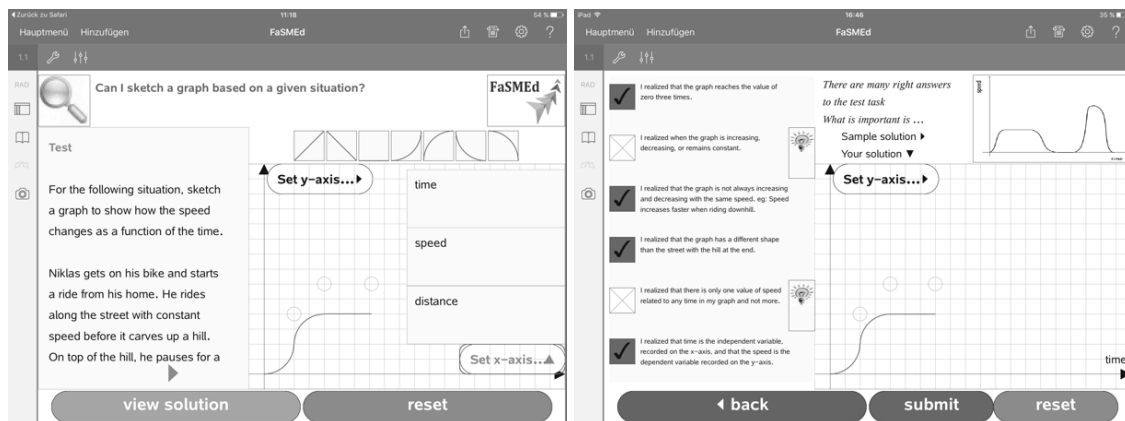 Zurück zu Safari
11:18
54 %
Hauptmenü Hinzufügen
FaSMEd
?
1.1
RAD
Can I sketch a graph based on a given situation?
FaSMEd
Test
For the following situation, sketch
a graph to show how the speed
changes as a function of the time.
Niklas gets on his bike and starts
a ride from his home. He rides
along the street with constant
speed before it carves up a hill.
On top of the hill, he pauses for a
Set y-axis...
time
speed
distance
Set x-axis...
view solution
reset
iPad
16:46
35 %
Hauptmenü Hinzufügen
FaSMEd
?
1.1
RAD
I realized that the graph reaches the value of
zero three times.
I realized when the graph is increasing,
decreasing, or remains constant.
I realized that the graph is not always increasing
and decreasing with the same speed. eg: Speed
increases faster when riding downhill.
I realized that the graph has a different shape
than the street with the hill at the end.
I realized that there is only one value of speed
related to any time in my graph and not more.
I realized that time is the independent variable,
recorded on the x-axis, and that the speed is the
dependent variable recorded on the y-axis.
There are many right answers
to the test task
What is important is ...
Sample solution
Your solution
speed
Set y-axis...
time
back
submit
reset